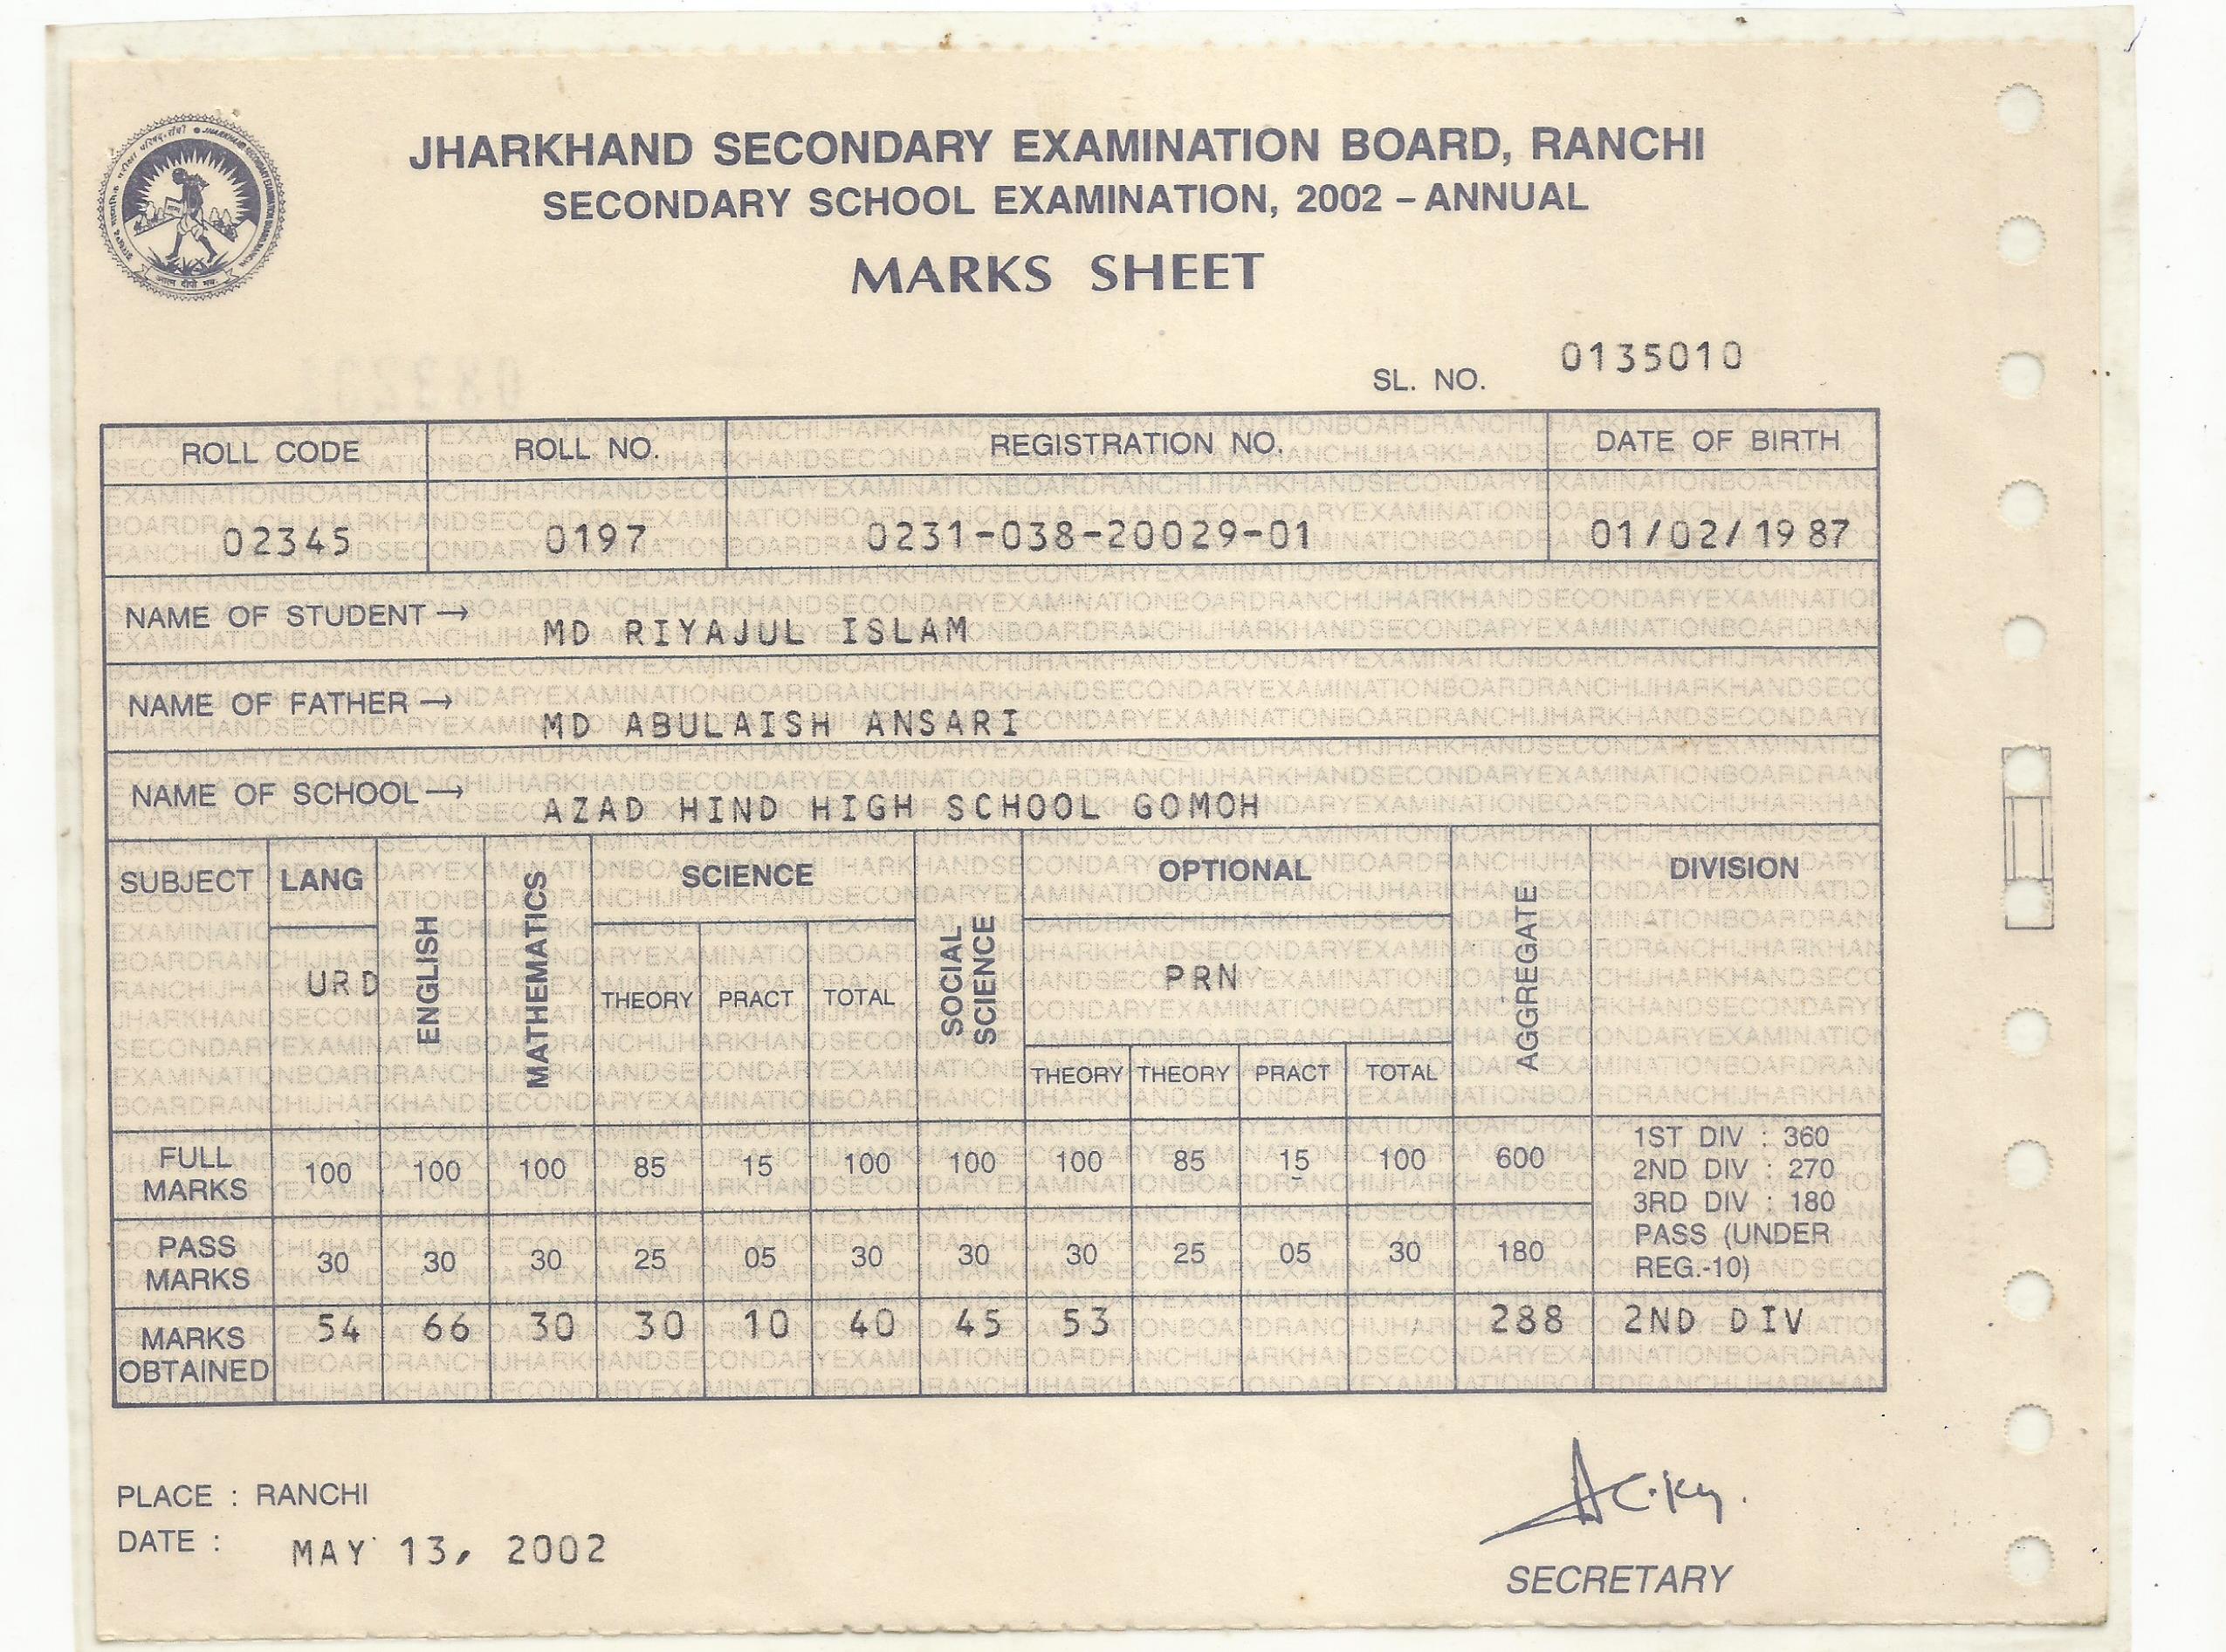 JHARKHAND SECONDARY EXAMINATION BOARD, RANCHI
SECONDARY SCHOOL EXAMINATION, 2002 – ANNUAL
MARKS SHEET
SL. NO. 0135010
ROLL CODE ROLL NO. REGISTRATION NO. DATE OF BIRTH
02345 0197 0231-038-20029-01 01/02/1987
NAME OF STUDENT → MD RIYAJUL ISLAM
NAME OF FATHER → MD ABULAISH ANSARI
NAME OF SCHOOL → AZAD HIND HIGH SCHOOL GOMOH
SUBJECT LANG ENGLISH MATHEMATICS SCIENCE SOCIAL SCIENCE OPTIONAL AGGREGATE DIVISION
URD PRN
THEORY PRACT TOTAL
THEORY THEORY PRACT TOTAL
FULL MARKS 100 100 100 85 15 100 100 100 85 15 100 600
1ST DIV : 360
2ND DIV : 270
3RD DIV : 180
PASS (UNDER
REG.-10)
PASS MARKS 30 30 30 25 05 30 30 30 25 05 30 180
MARKS OBTAINED 54 66 30 30 10 40 45 53 288 2ND DIV
PLACE : RANCHI
DATE : MAY 13, 2002
SECRETARY